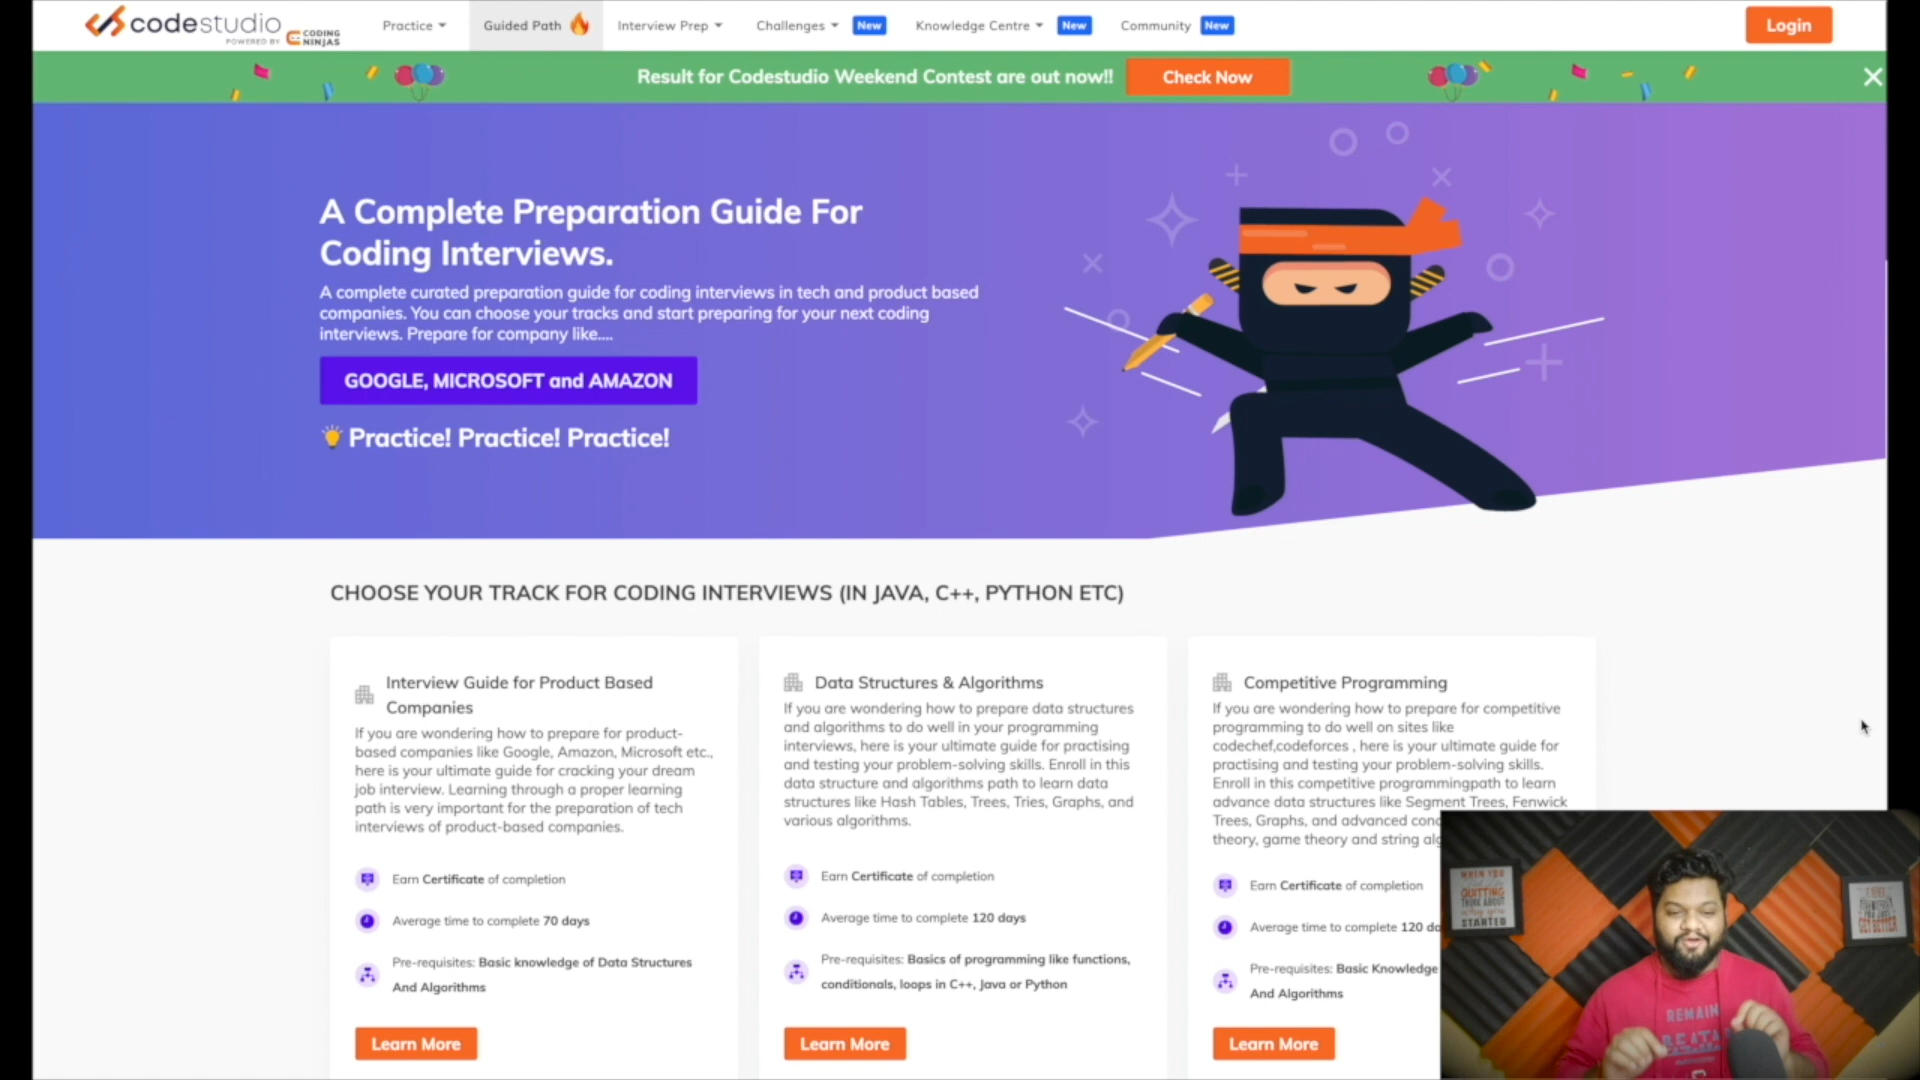 codestudio
POWERED BY CODING NINJAS
Practice
Guided Path
Interview Prep
Challenges New
Knowledge Centre New
Community New
Login
Result for Codestudio Weekend Contest are out now!! Check Now
A Complete Preparation Guide For
Coding Interviews.
A complete curated preparation guide for coding interviews in tech and product based
companies. You can choose your tracks and start preparing for your next coding
interviews. Prepare for company like....
GOOGLE, MICROSOFT and AMAZON
Practice! Practice! Practice!
CHOOSE YOUR TRACK FOR CODING INTERVIEWS (IN JAVA, C++, PYTHON ETC)
Interview Guide for Product Based
Companies
If you are wondering how to prepare for product-
based companies like Google, Amazon, Microsoft etc.,
here is your ultimate guide for cracking your dream
job interview. Learning through a proper learning
path is very important for the preparation of tech
interviews of product-based companies.
Earn Certificate of completion
Average time to complete 70 days
Pre-requisites: Basic knowledge of Data Structures
And Algorithms
Learn More
Data Structures & Algorithms
If you are wondering how to prepare data structures
and algorithms to do well in your programming
interviews, here is your ultimate guide for practising
and testing your problem-solving skills. Enroll in this
data structure and algorithms path to learn data
structures like Hash Tables, Trees, Tries, Graphs, and
various algorithms.
Earn Certificate of completion
Average time to complete 120 days
Pre-requisites: Basics of programming like functions,
conditionals, loops in C++, Java or Python
Learn More
Competitive Programming
If you are wondering how to prepare for competitive
programming to do well on sites like
codechef,codeforces , here is your ultimate guide for
practising and testing your problem-solving skills.
Enroll in this competitive programmingpath to learn
advance data structures like Segment Trees, Fenwick
Trees, Graphs, and advanced conc
theory, game theory and string alg
Earn Certificate of completion
Average time to complete 120 da
Pre-requisites: Basic Knowledge
And Algorithms
Learn More
WHEN YOU
QUITTING
THINK ABOUT
WHY YOU
STARTED
GET BETTER
REMAIN